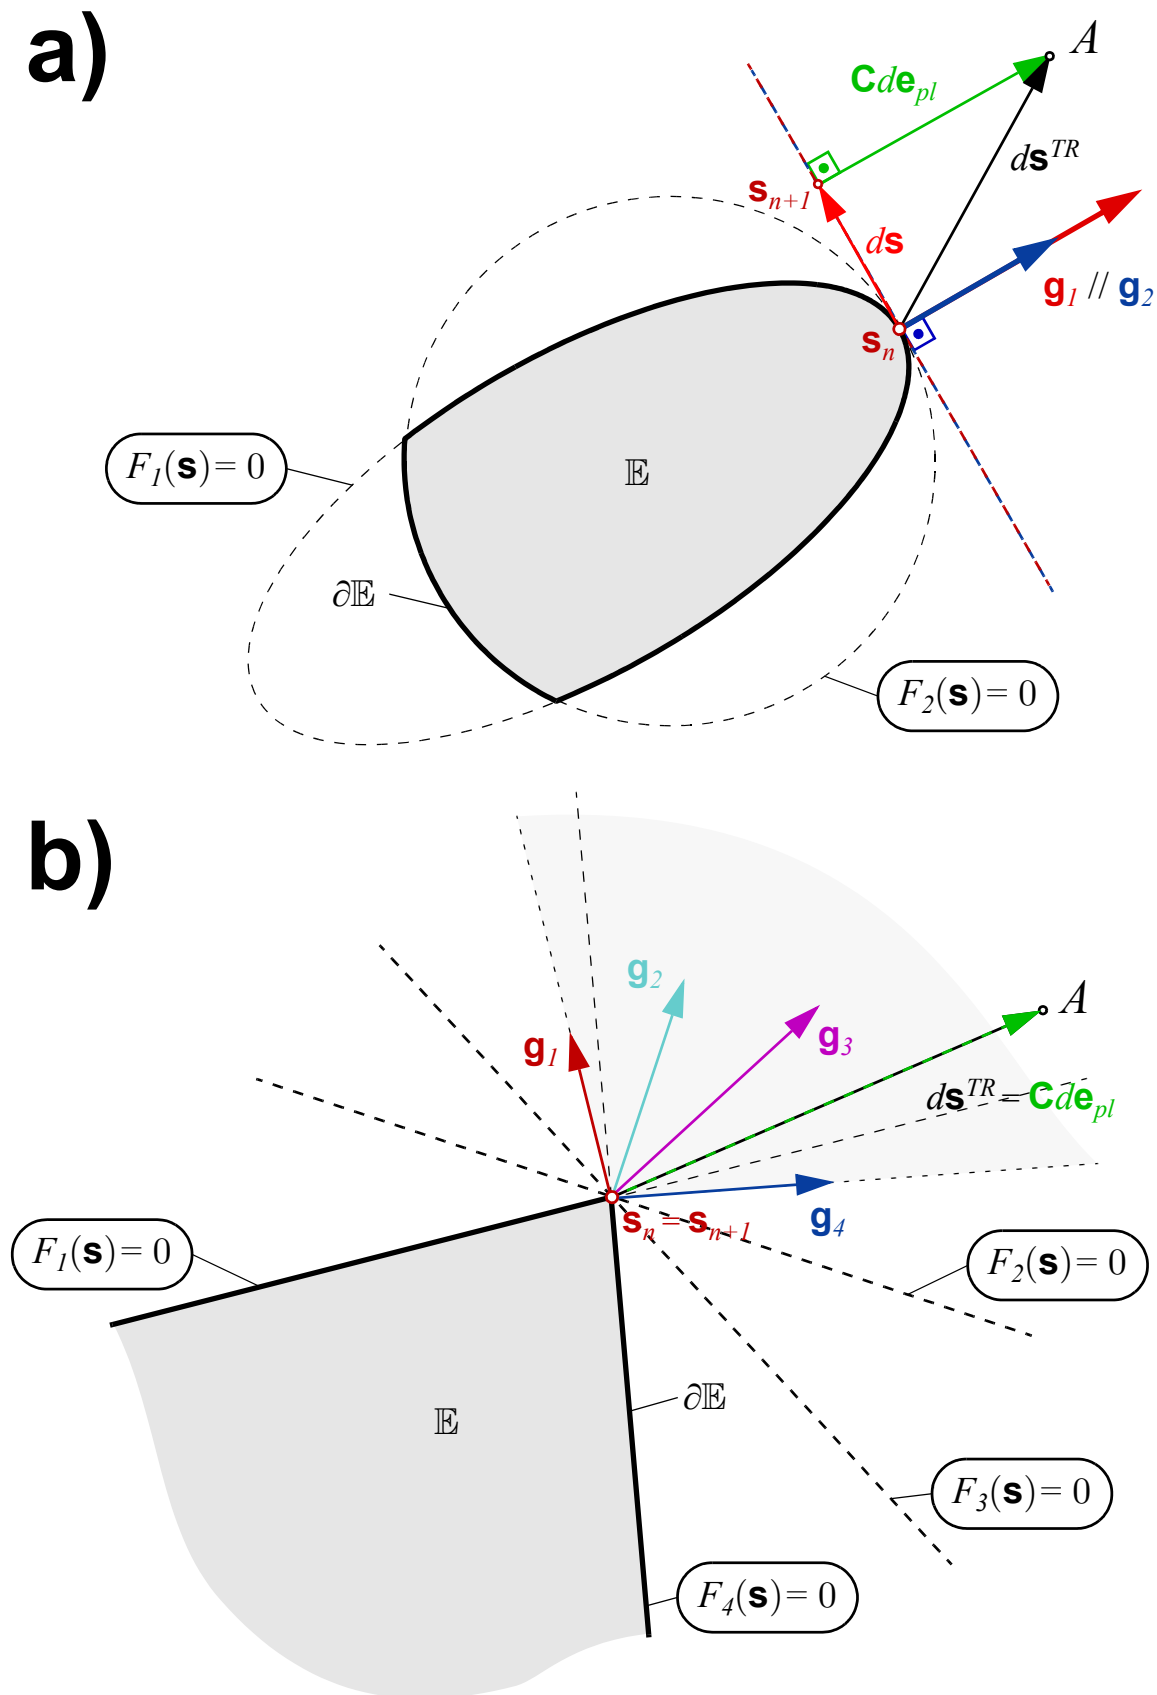 a)
A
Cde_pl
ds^TR
s_n+1
ds
g_1 // g_2
s_n
F_1(s) = 0
𝔼
∂𝔼
F_2(s) = 0
b)
g_2
A
g_1
g_3
ds^TR = Cde_pl
s_n = s_n+1
g_4
F_1(s) = 0
F_2(s) = 0
∂𝔼
𝔼
F_3(s) = 0
F_4(s) = 0